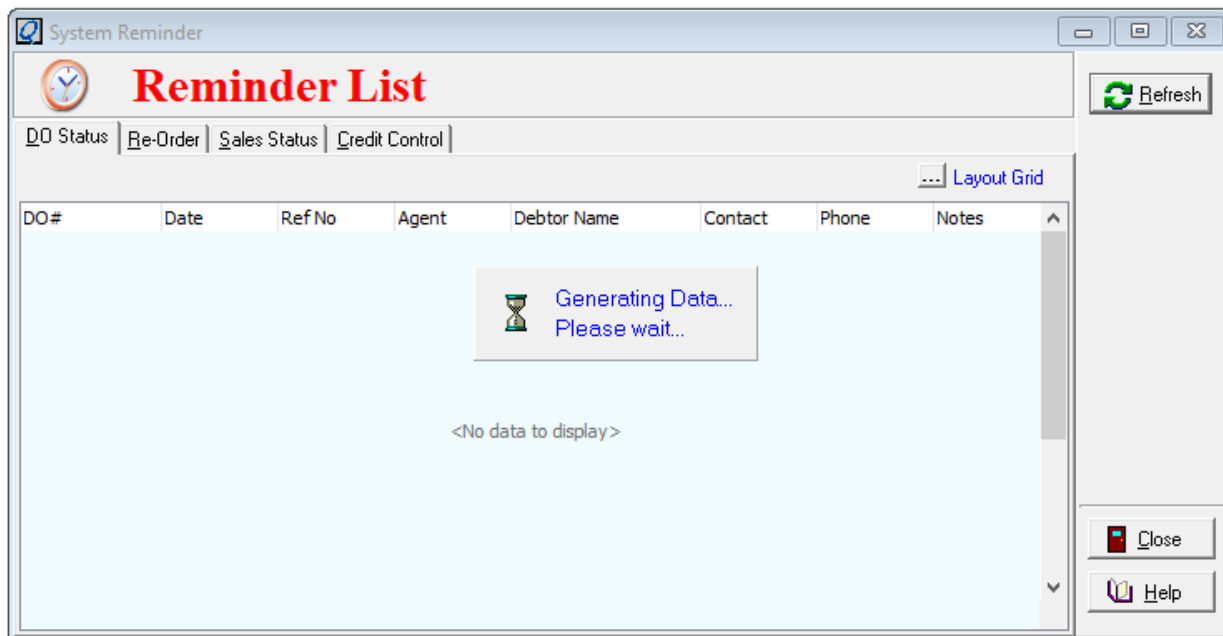 System Reminder
Reminder List
Refresh
DO Status Re-Order Sales Status Credit Control
... Layout Grid
DO# Date Ref No Agent Debtor Name Contact Phone Notes
Generating Data...
Please wait...
<No data to display>
Close
Help